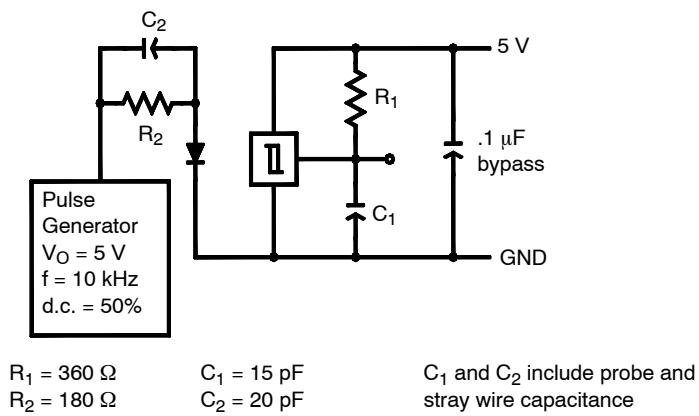 C2
R2
Pulse
Generator
VO = 5 V
f = 10 kHz
d.c. = 50%
5 V
R1
.1 μF
bypass
C1
GND
R1 = 360 Ω
R2 = 180 Ω
C1 = 15 pF
C2 = 20 pF
C1 and C2 include probe and
stray wire capacitance